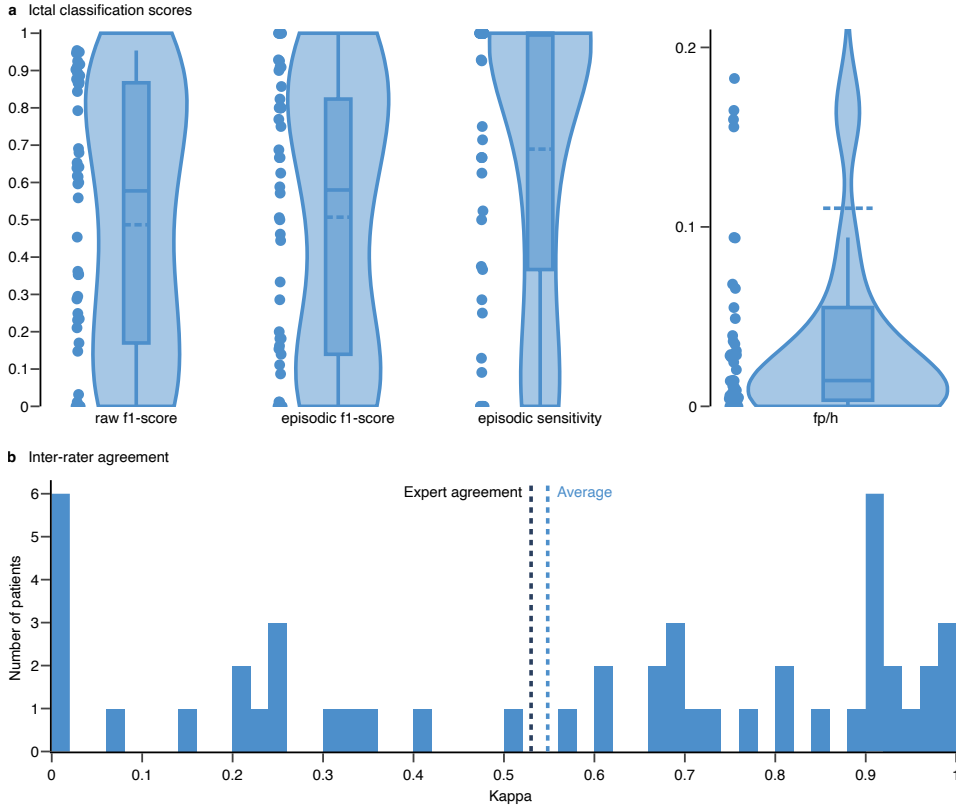 a Ictal classification scores
1
0.9
0.8
0.7
0.6
0.5
0.4
0.3
0.2
0.1
0
0.2
0.1
0
raw f1-score
episodic f1-score
episodic sensitivity
fp/h
b Inter-rater agreement
Number of patients
6
5
4
3
2
1
0
Expert agreement
Average
0 0.1 0.2 0.3 0.4 0.5 0.6 0.7 0.8 0.9 1
Kappa